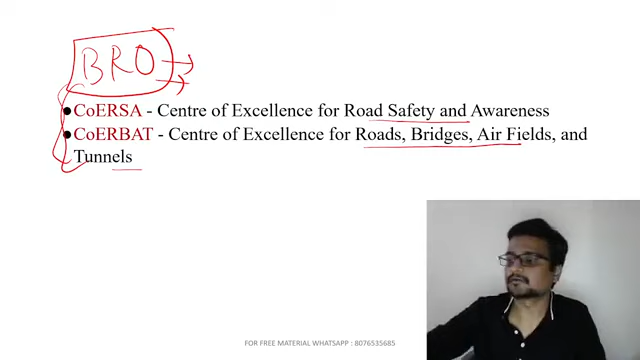 BRO
●CoERSA - Centre of Excellence for Road Safety and Awareness
●CoERBAT - Centre of Excellence for Roads, Bridges, Air Fields, and
Tunnels
FOR FREE MATERIAL WHATSAPP : 8076535685